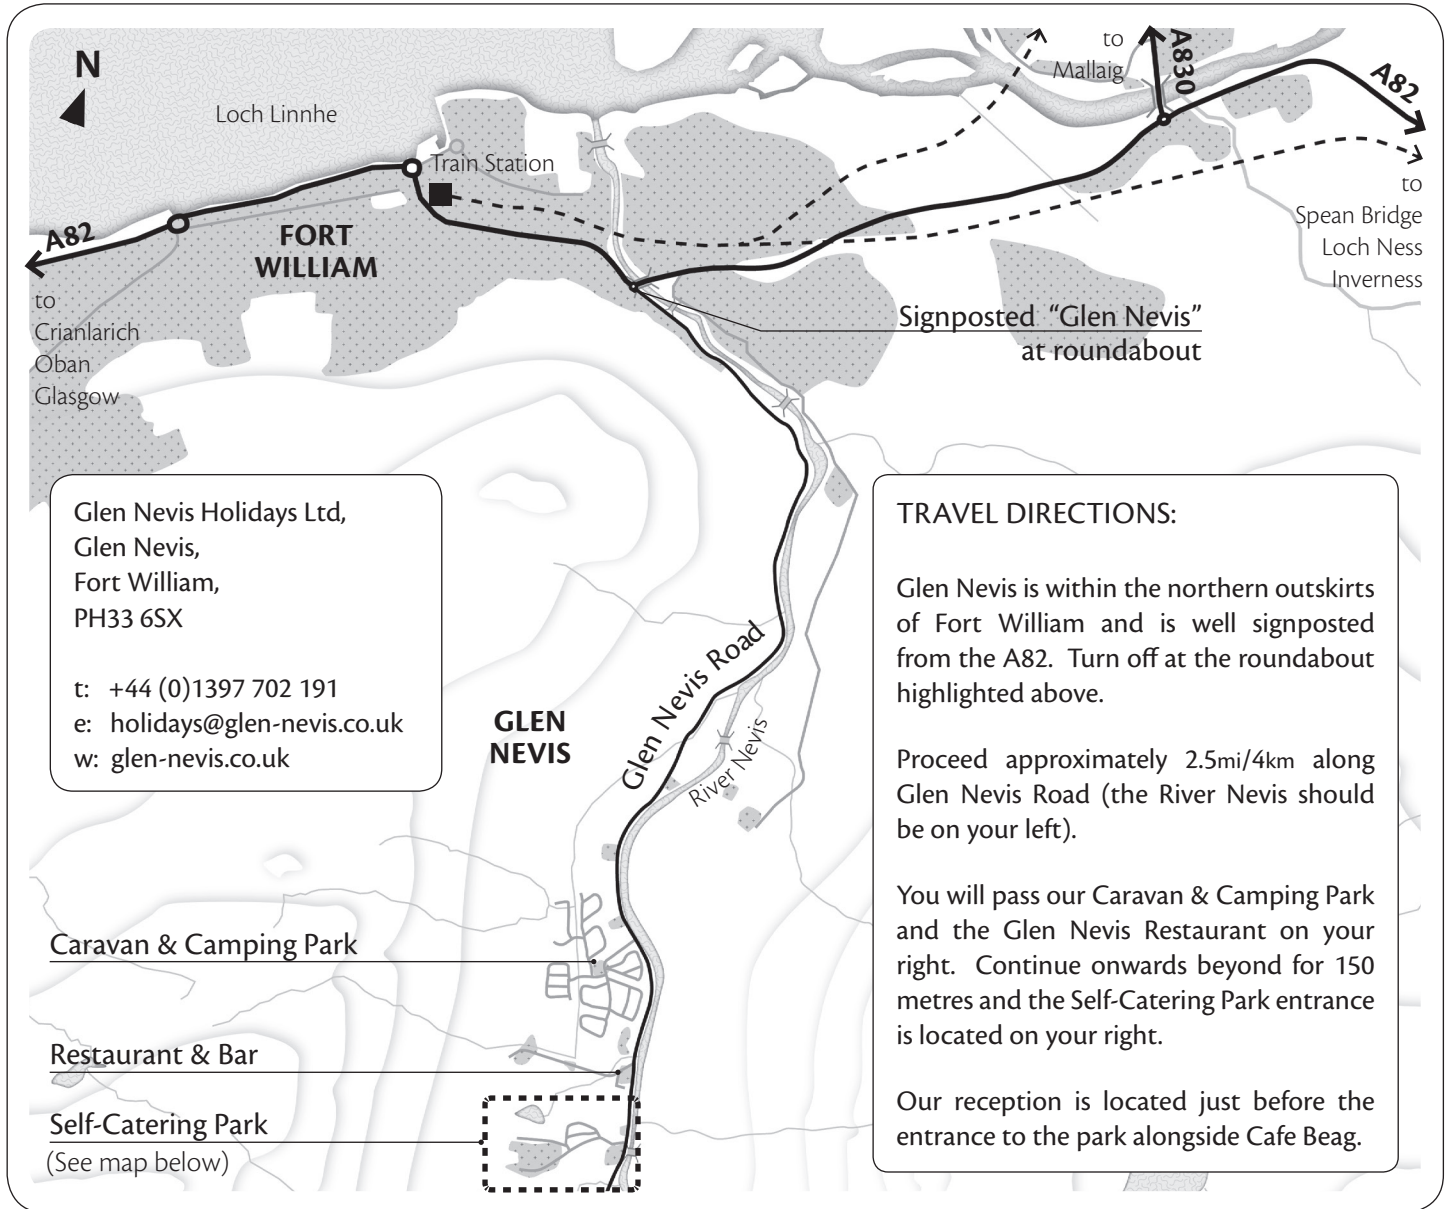 N
Loch Linnhe
Train Station
to
Mallaig
A830
A82
to
Spean Bridge
Loch Ness
Inverness
A82
FORT
WILLIAM
to
Crianlarich
Oban
Glasgow
Signposted “Glen Nevis”
at roundabout
Glen Nevis Holidays Ltd,
Glen Nevis,
Fort William,
PH33 6SX
t: +44 (0)1397 702 191
e: holidays@glen-nevis.co.uk
w: glen-nevis.co.uk
GLEN
NEVIS
Glen Nevis Road
River Nevis
Caravan & Camping Park
Restaurant & Bar
Self-Catering Park
(See map below)
TRAVEL DIRECTIONS:
Glen Nevis is within the northern outskirts
of Fort William and is well signposted
from the A82. Turn off at the roundabout
highlighted above.
Proceed approximately 2.5mi/4km along
Glen Nevis Road (the River Nevis should
be on your left).
You will pass our Caravan & Camping Park
and the Glen Nevis Restaurant on your
right. Continue onwards beyond for 150
metres and the Self-Catering Park entrance
is located on your right.
Our reception is located just before the
entrance to the park alongside Cafe Beag.